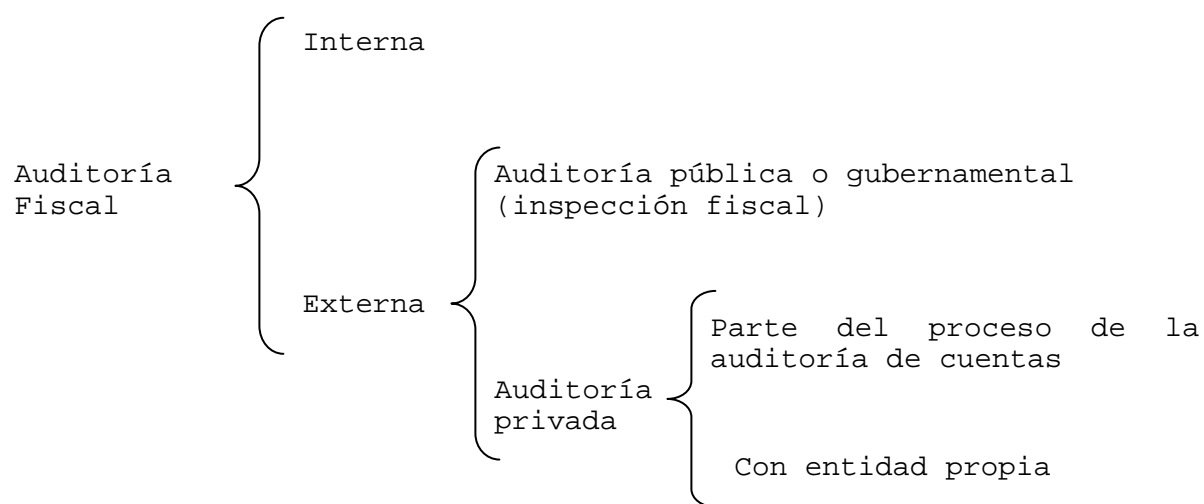 Interna
Auditoría
Fiscal
Auditoría pública o gubernamental
(inspección fiscal)
Externa
Parte del proceso de la
auditoría de cuentas
Auditoría
privada
Con entidad propia